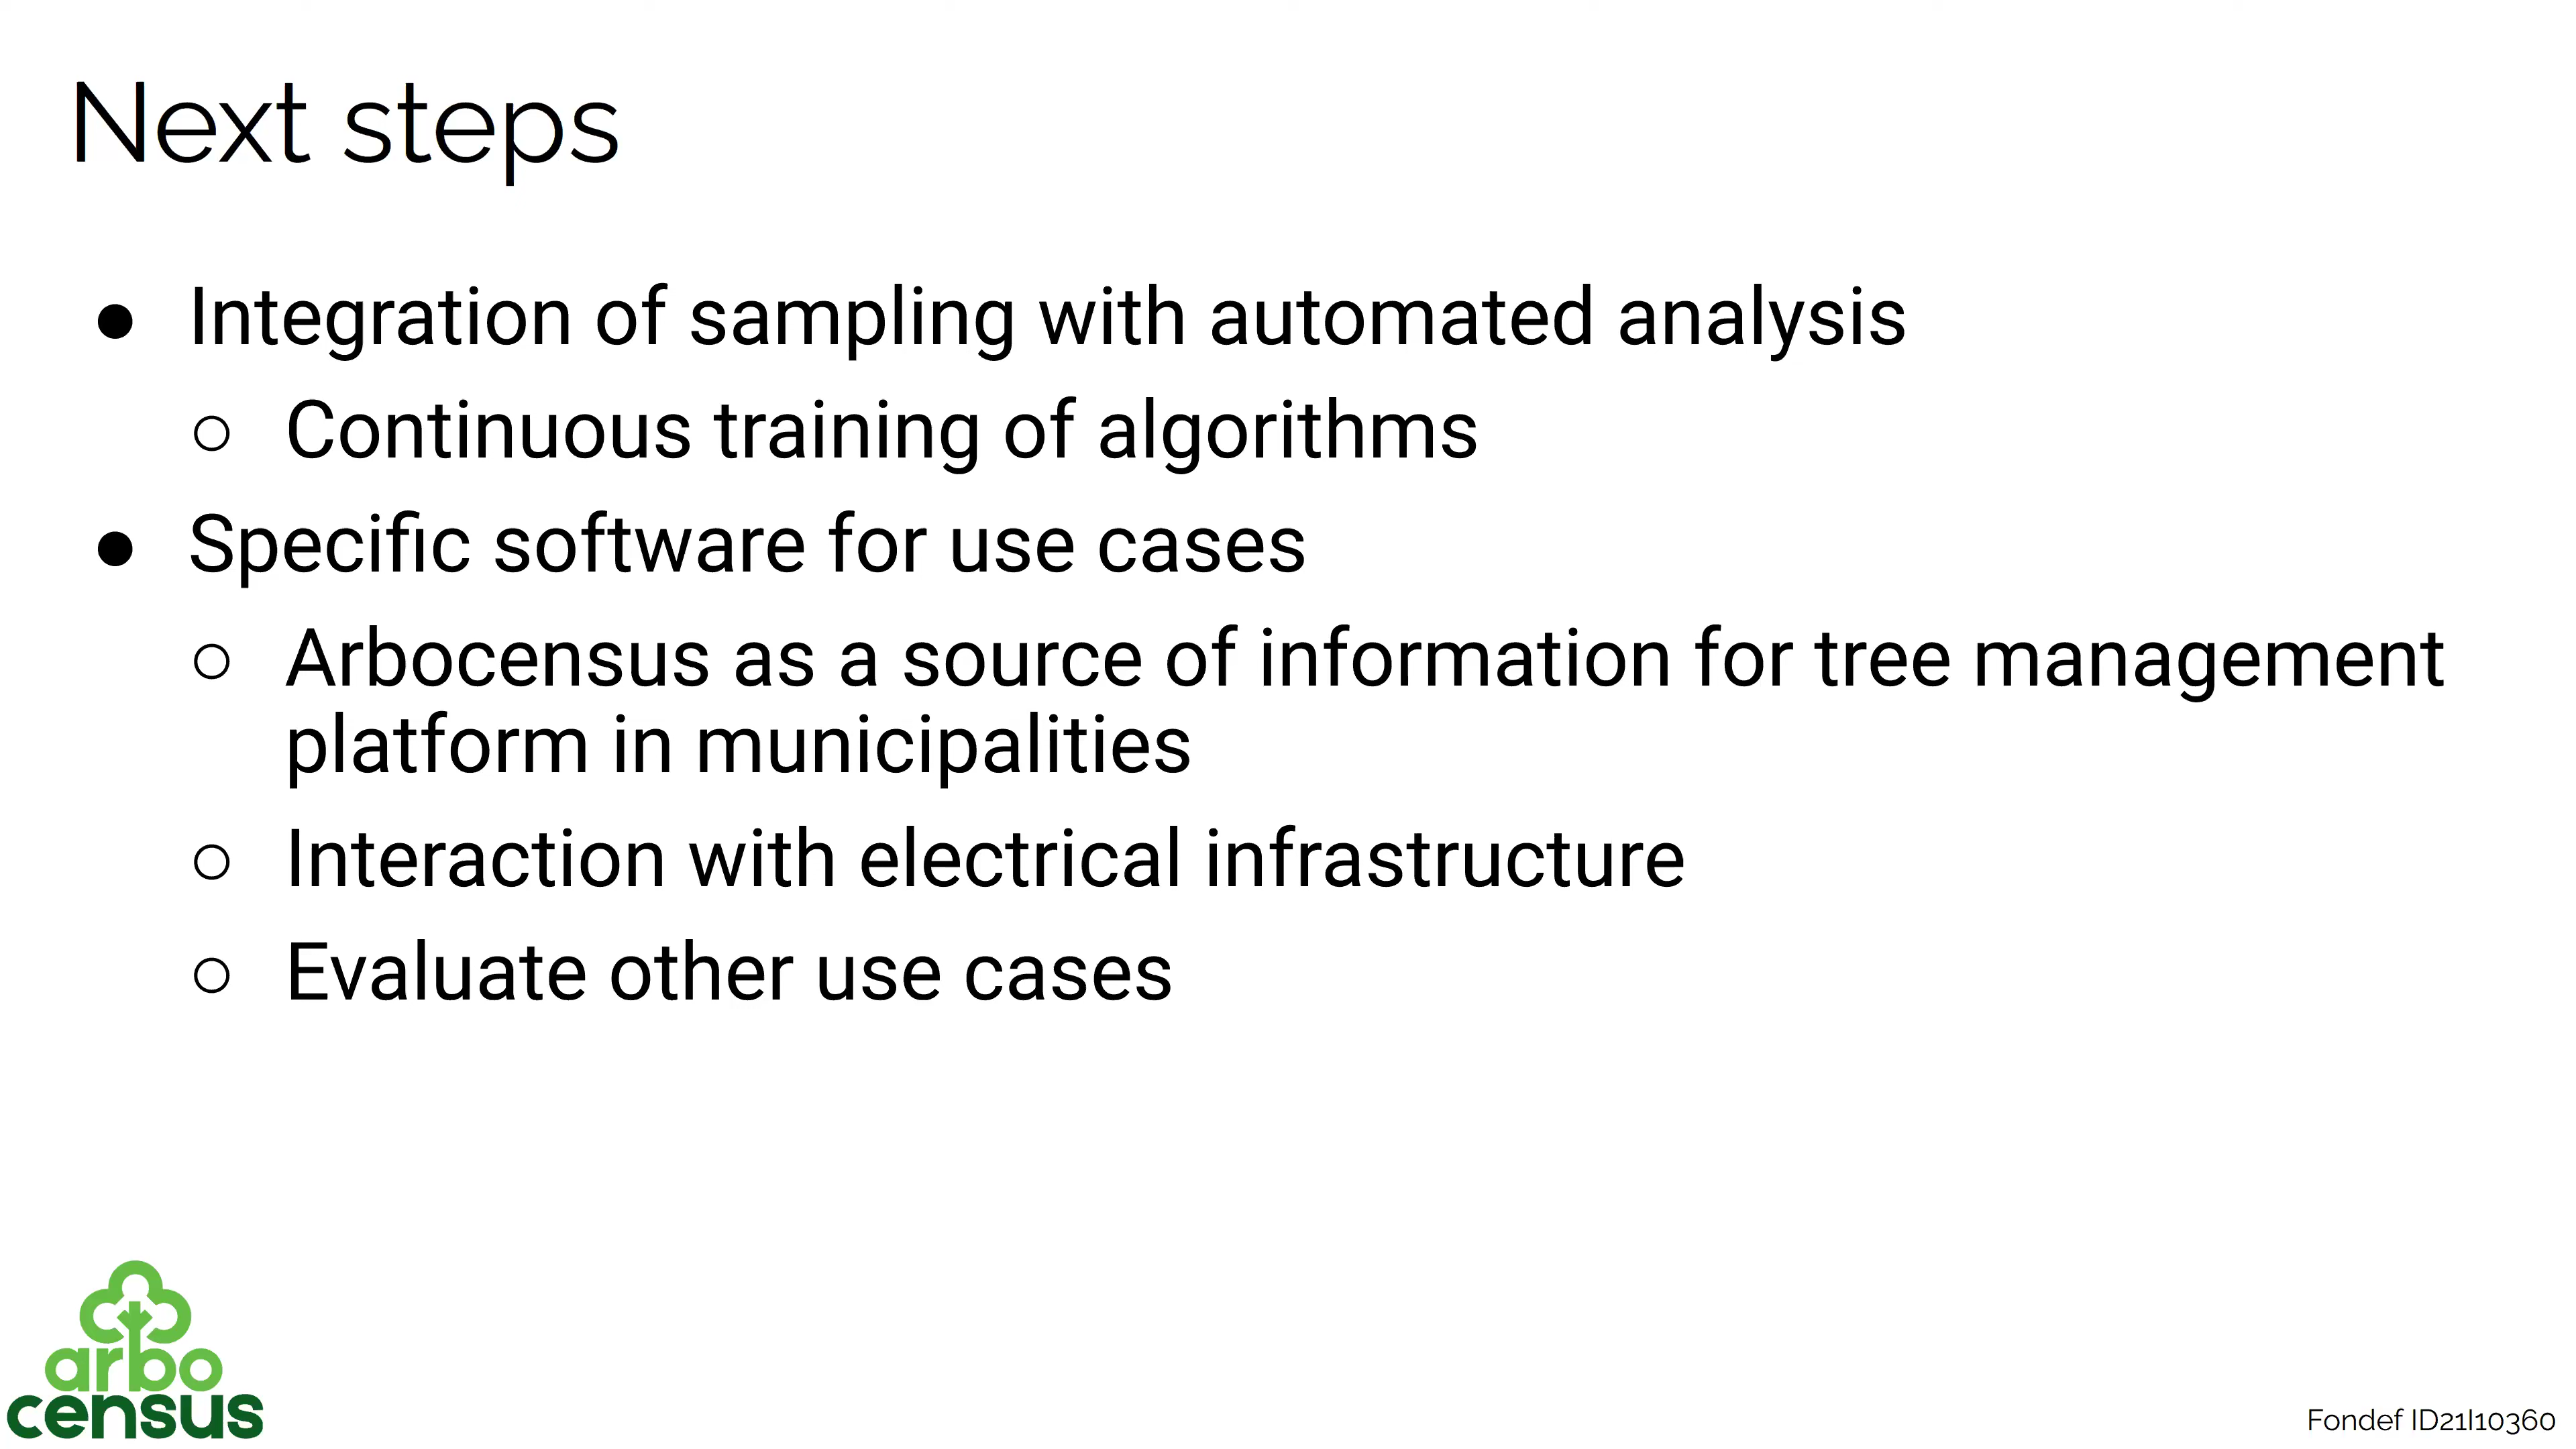 Next steps
● Integration of sampling with automated analysis
○ Continuous training of algorithms
● Specific software for use cases
○ Arbocensus as a source of information for tree management
platform in municipalities
○ Interaction with electrical infrastructure
○ Evaluate other use cases
arbo
census
Fondef ID21I10360